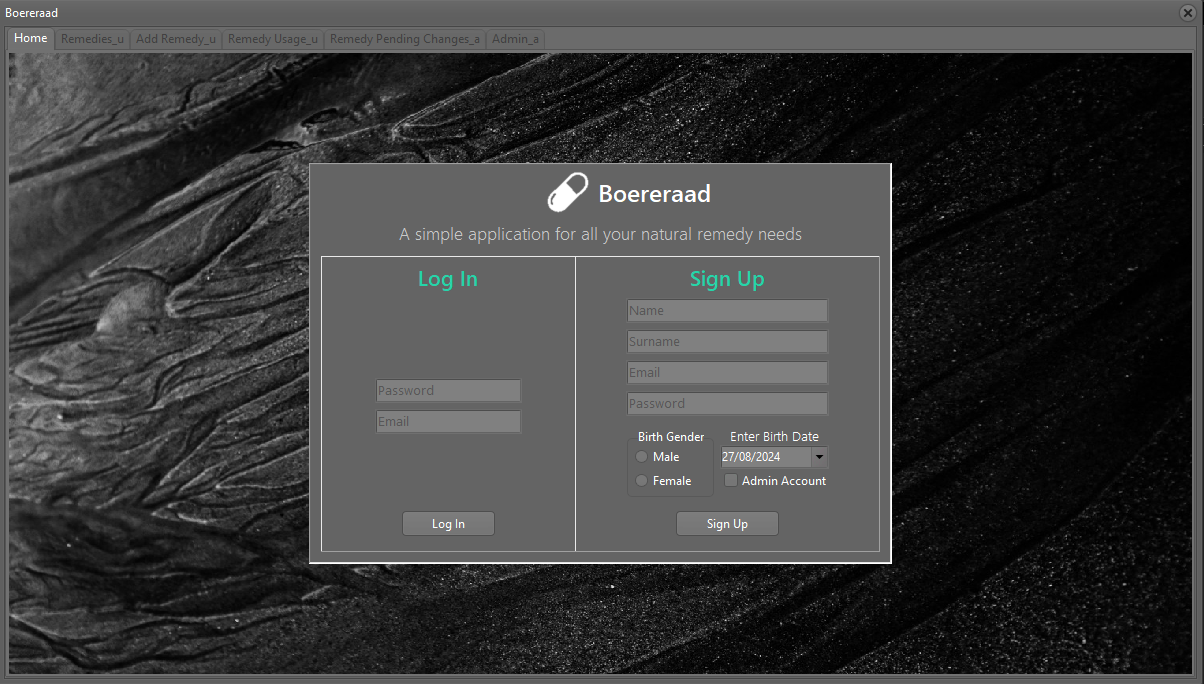 Boereraad
Home Remedies_u Add Remedy_u Remedy Usage_u Remedy Pending Changes_a Admin_a
Boereraad
A simple application for all your natural remedy needs
Log In
Password
Email
Log In
Sign Up
Name
Surname
Email
Password
Birth Gender
Male
Female
Enter Birth Date
27/08/2024
Admin Account
Sign Up